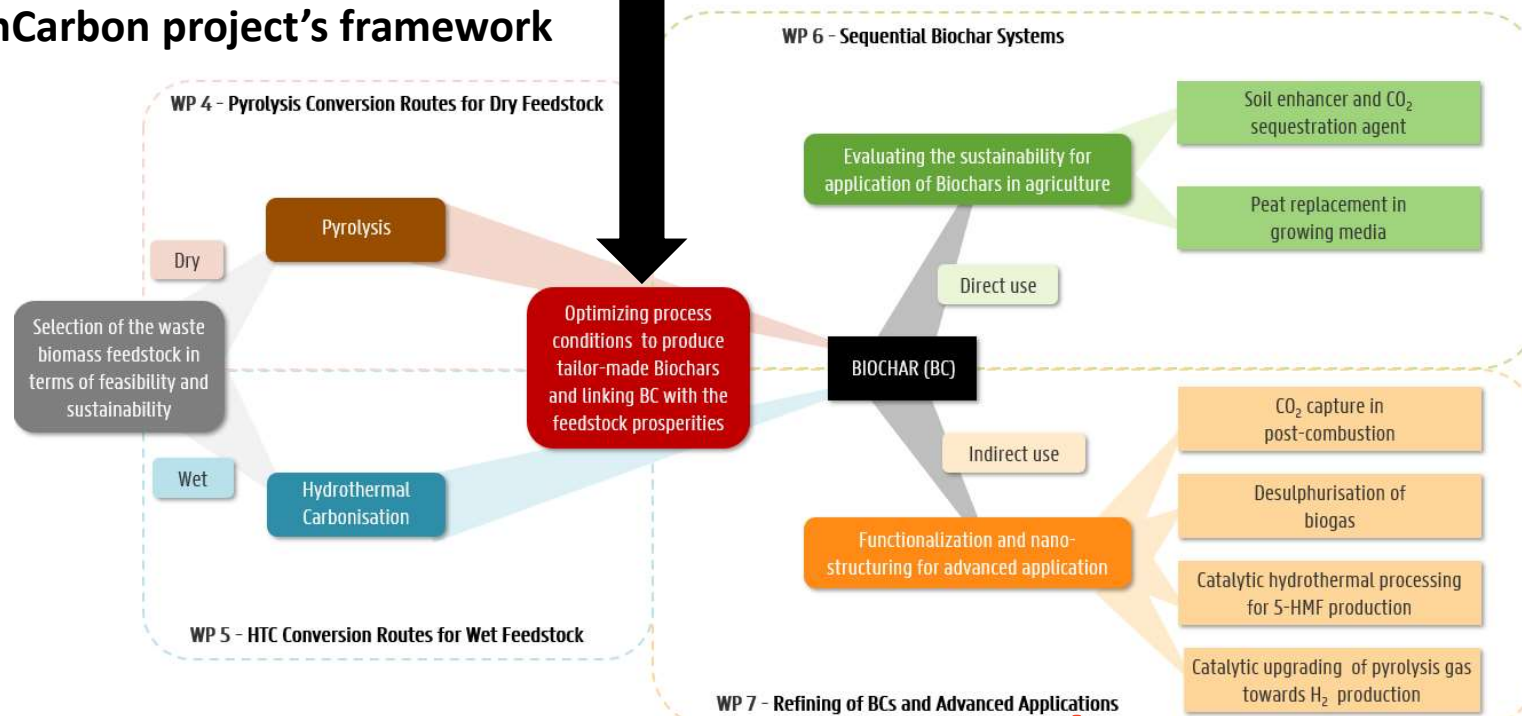 nCarbon project's framework
WP 6 - Sequential Biochar Systems
WP 4 - Pyrolysis Conversion Routes for Dry Feedstock
Soil enhancer and CO₂
sequestration agent
Evaluating the sustainability for
application of Biochars in agriculture
Peat replacement in
growing media
Pyrolysis
Dry
Direct use
Selection of the waste
biomass feedstock in
terms of feasibility and
sustainability
Optimizing process
conditions to produce
tailor-made Biochars
and linking BC with the
feedstock prosperities
BIOCHAR (BC)
CO₂ capture in
post-combustion
Indirect use
Wet
Hydrothermal
Carbonisation
Desulphurisation of
biogas
Functionalization and nano-
structuring for advanced application
Catalytic hydrothermal processing
for 5-HMF production
WP 5 - HTC Conversion Routes for Wet Feedstock
Catalytic upgrading of pyrolysis gas
towards H₂ production
WP 7 - Refining of BCs and Advanced Applications